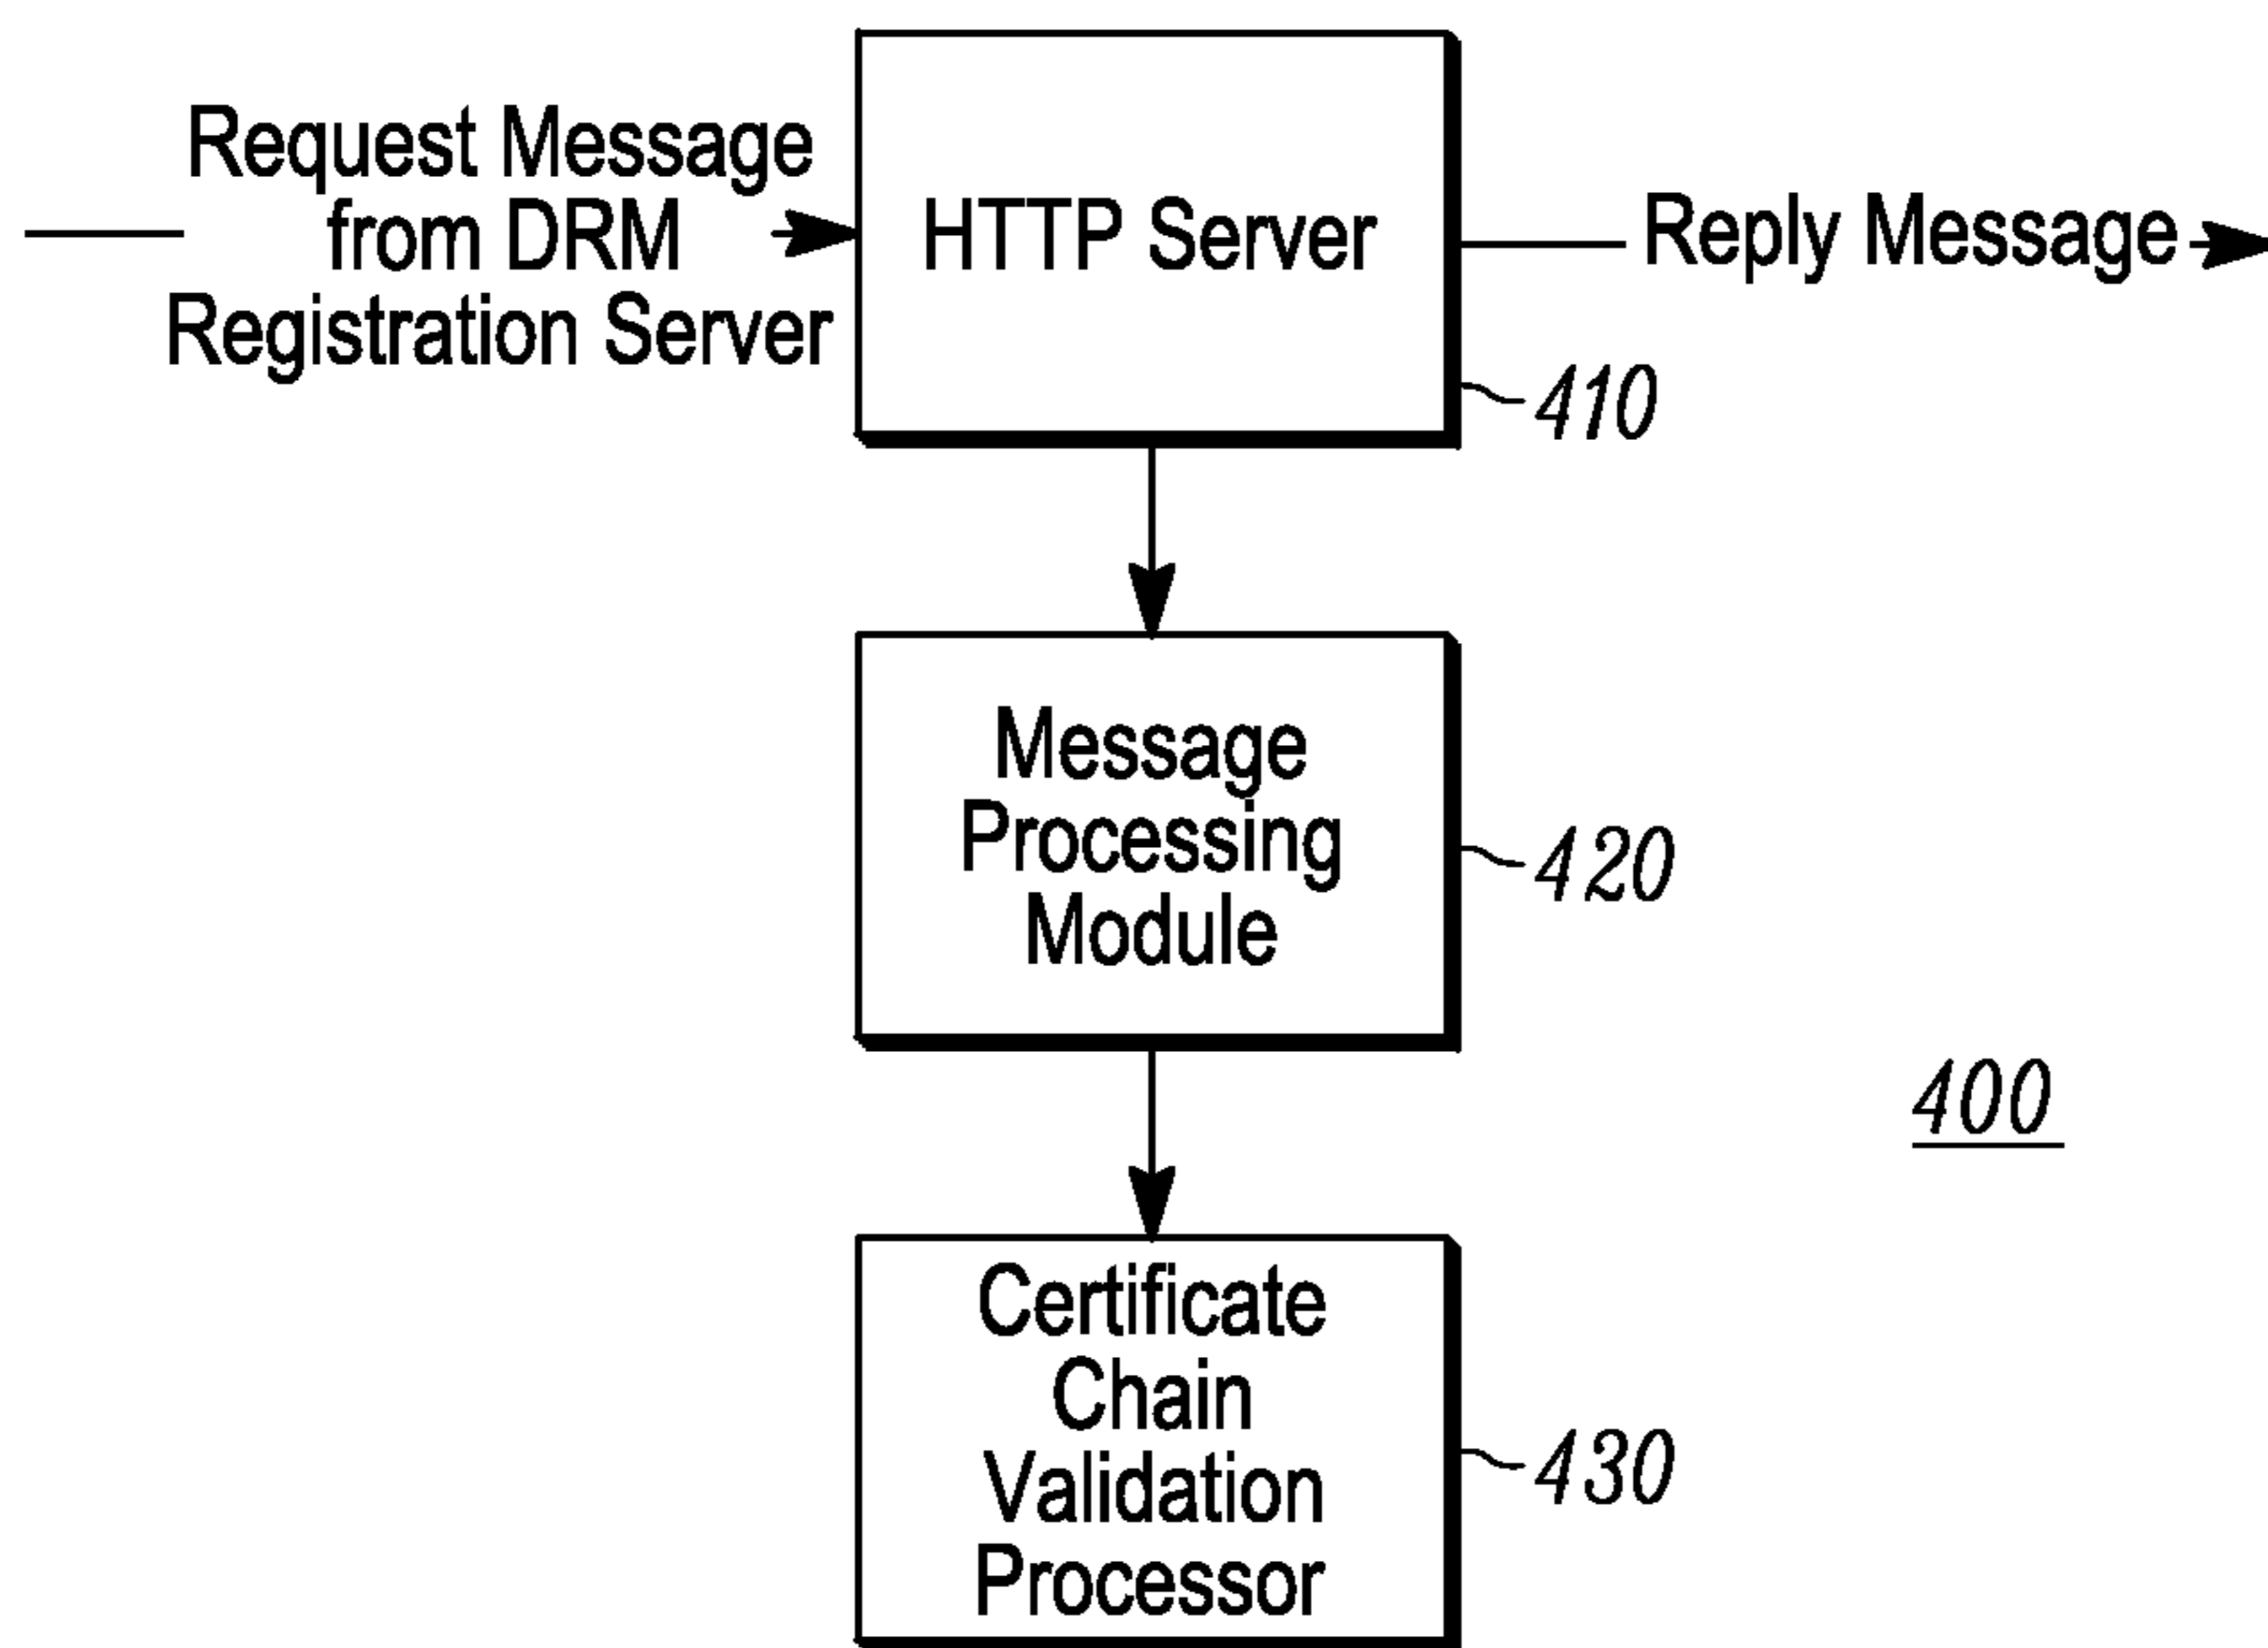 Request Message
from DRM
Registration Server
HTTP Server
Reply Message
410
Message
Processing
Module
420
400
Certificate
Chain
Validation
Processor
430